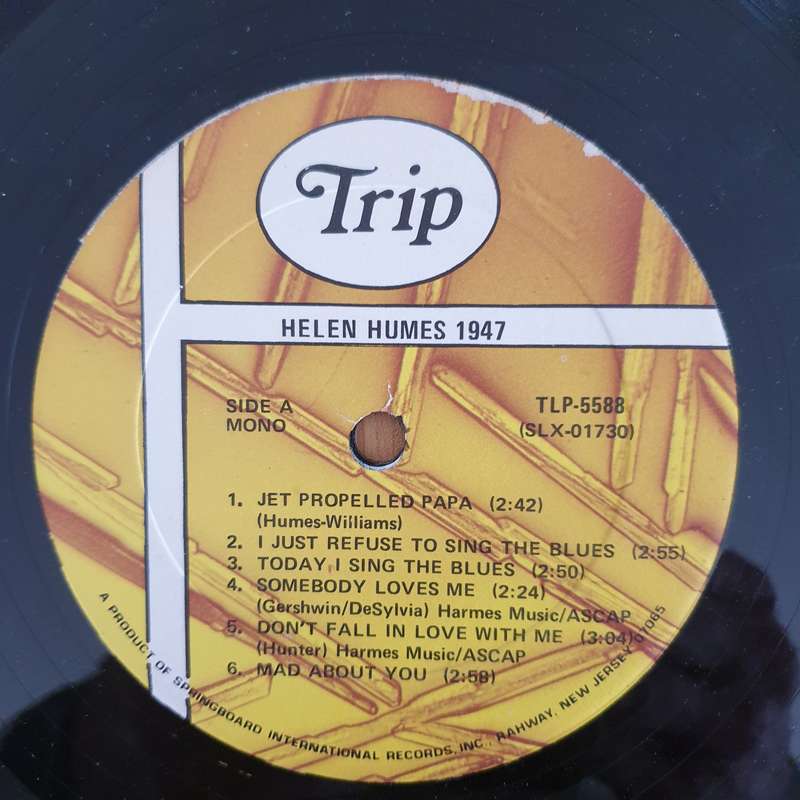 Trip
HELEN HUMES 1947
SIDE A
MONO
TLP-5588
(SLX-01730)
1. JET PROPELLED PAPA (2:42)
(Humes-Williams)
2. I JUST REFUSE TO SING THE BLUES (2:55)
3. TODAY I SING THE BLUES (2:50)
4. SOMEBODY LOVES ME (2:24)
(Gershwin/DeSylvia) Harmes Music/ASCAP
5. DON'T FALL IN LOVE WITH ME (3:04)
(Hunter) Harmes Music/ASCAP
6. MAD ABOUT YOU (2:58)
A PRODUCT OF SPRINGBOARD INTERNATIONAL RECORDS, INC., RAHWAY, NEW JERSEY 07065